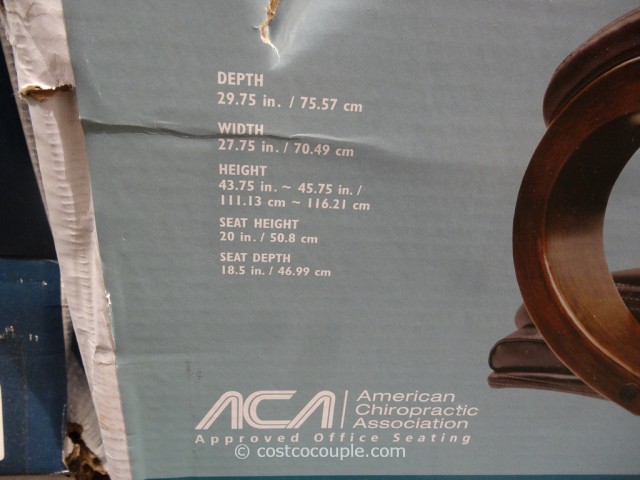 DEPTH
29.75 in. / 75.57 cm
WIDTH
27.75 in. / 70.49 cm
HEIGHT
43.75 in. ~ 45.75 in. /
111.13 cm ~ 116.21 cm
SEAT HEIGHT
20 in. / 50.8 cm
SEAT DEPTH
18.5 in. / 46.99 cm
ACA
American
Chiropractic
Association
Approved Office Seating
© costcocouple.com